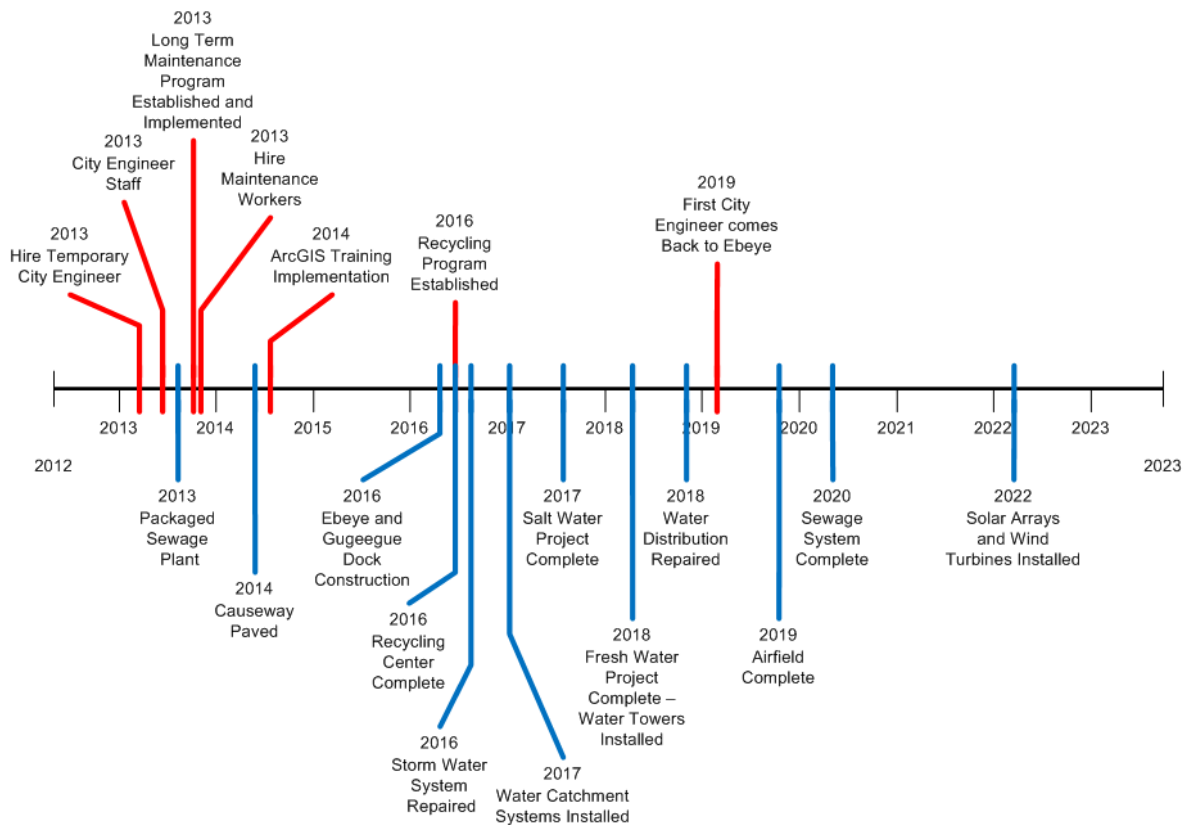 2013
Long Term
Maintenance
Program
Established and
Implemented
2013
City Engineer
Staff
2013
Hire
Maintenance
Workers
2013
Hire Temporary
City Engineer
2014
ArcGIS Training
Implementation
2016
Recycling
Program
Established
2019
First City
Engineer comes
Back to Ebeye
2013
2014
2015
2016
2017
2018
2019
2020
2021
2022
2023
2012
2023
2013
Packaged
Sewage
Plant
2014
Causeway
Paved
2016
Ebeye and
Gugeegue
Dock
Construction
2016
Recycling
Center
Complete
2016
Storm Water
System
Repaired
2017
Water Catchment
Systems Installed
2017
Salt Water
Project
Complete
2018
Fresh Water
Project
Complete –
Water Towers
Installed
2018
Water
Distribution
Repaired
2019
Airfield
Complete
2020
Sewage
System
Complete
2022
Solar Arrays
and Wind
Turbines Installed